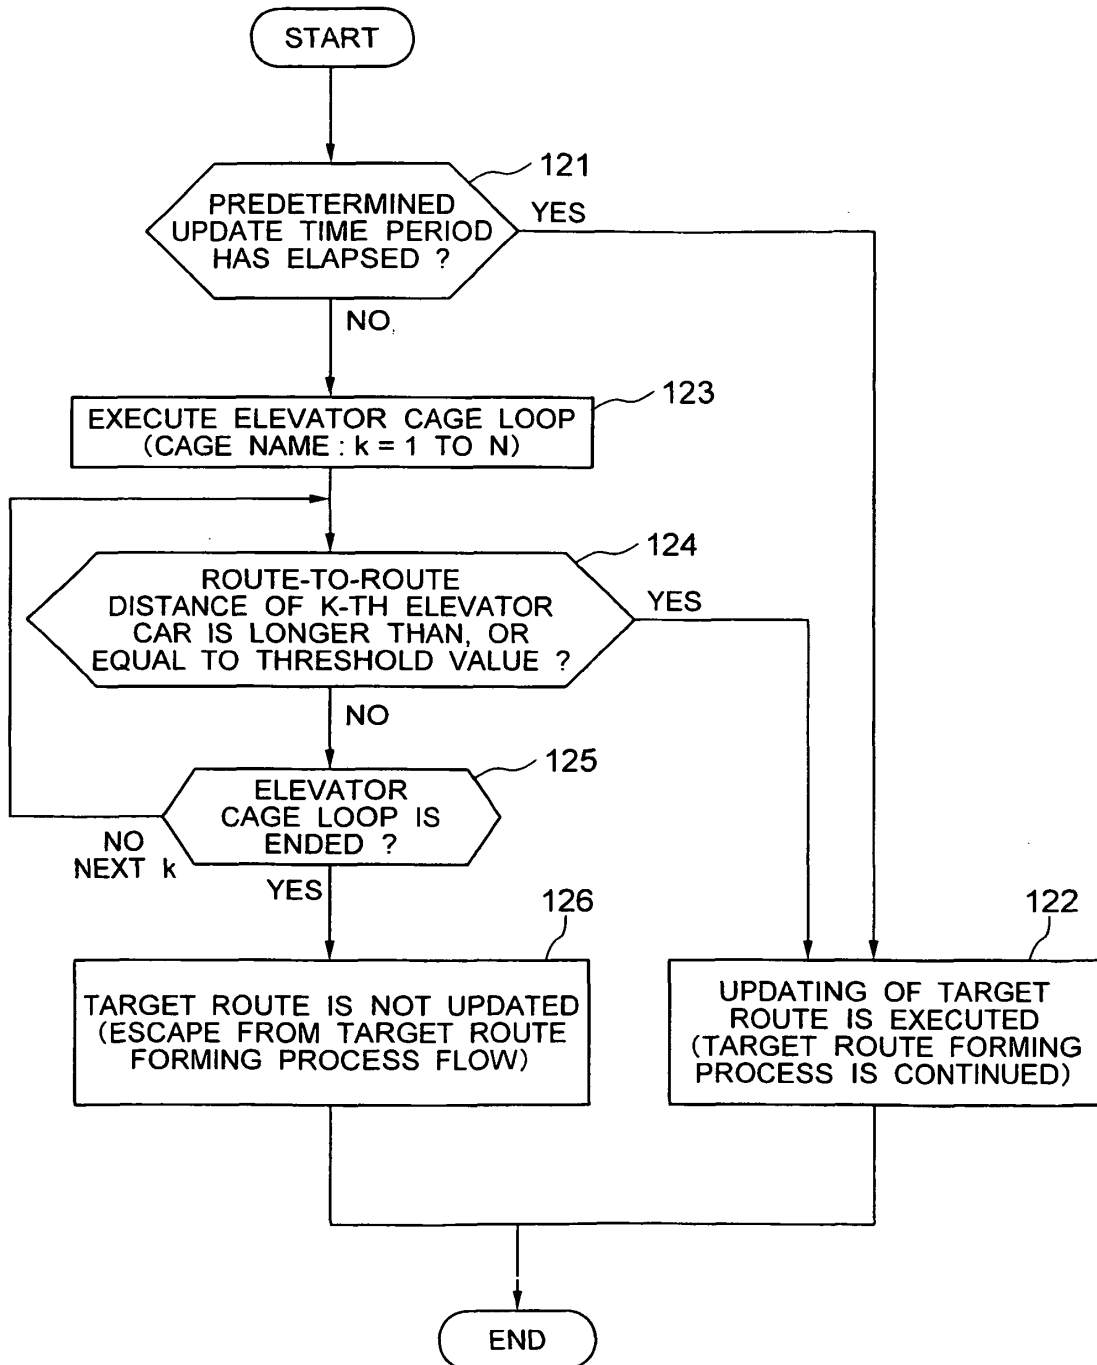 START
121
PREDETERMINED
UPDATE TIME PERIOD
HAS ELAPSED ?
YES
NO
123
EXECUTE ELEVATOR CAGE LOOP
(CAGE NAME : k = 1 TO N)
124
ROUTE-TO-ROUTE
DISTANCE OF K-TH ELEVATOR
CAR IS LONGER THAN, OR
EQUAL TO THRESHOLD VALUE ?
YES
NO
125
ELEVATOR
CAGE LOOP IS
ENDED ?
NO
NEXT k
YES
126
TARGET ROUTE IS NOT UPDATED
(ESCAPE FROM TARGET ROUTE
FORMING PROCESS FLOW)
122
UPDATING OF TARGET
ROUTE IS EXECUTED
(TARGET ROUTE FORMING
PROCESS IS CONTINUED)
END